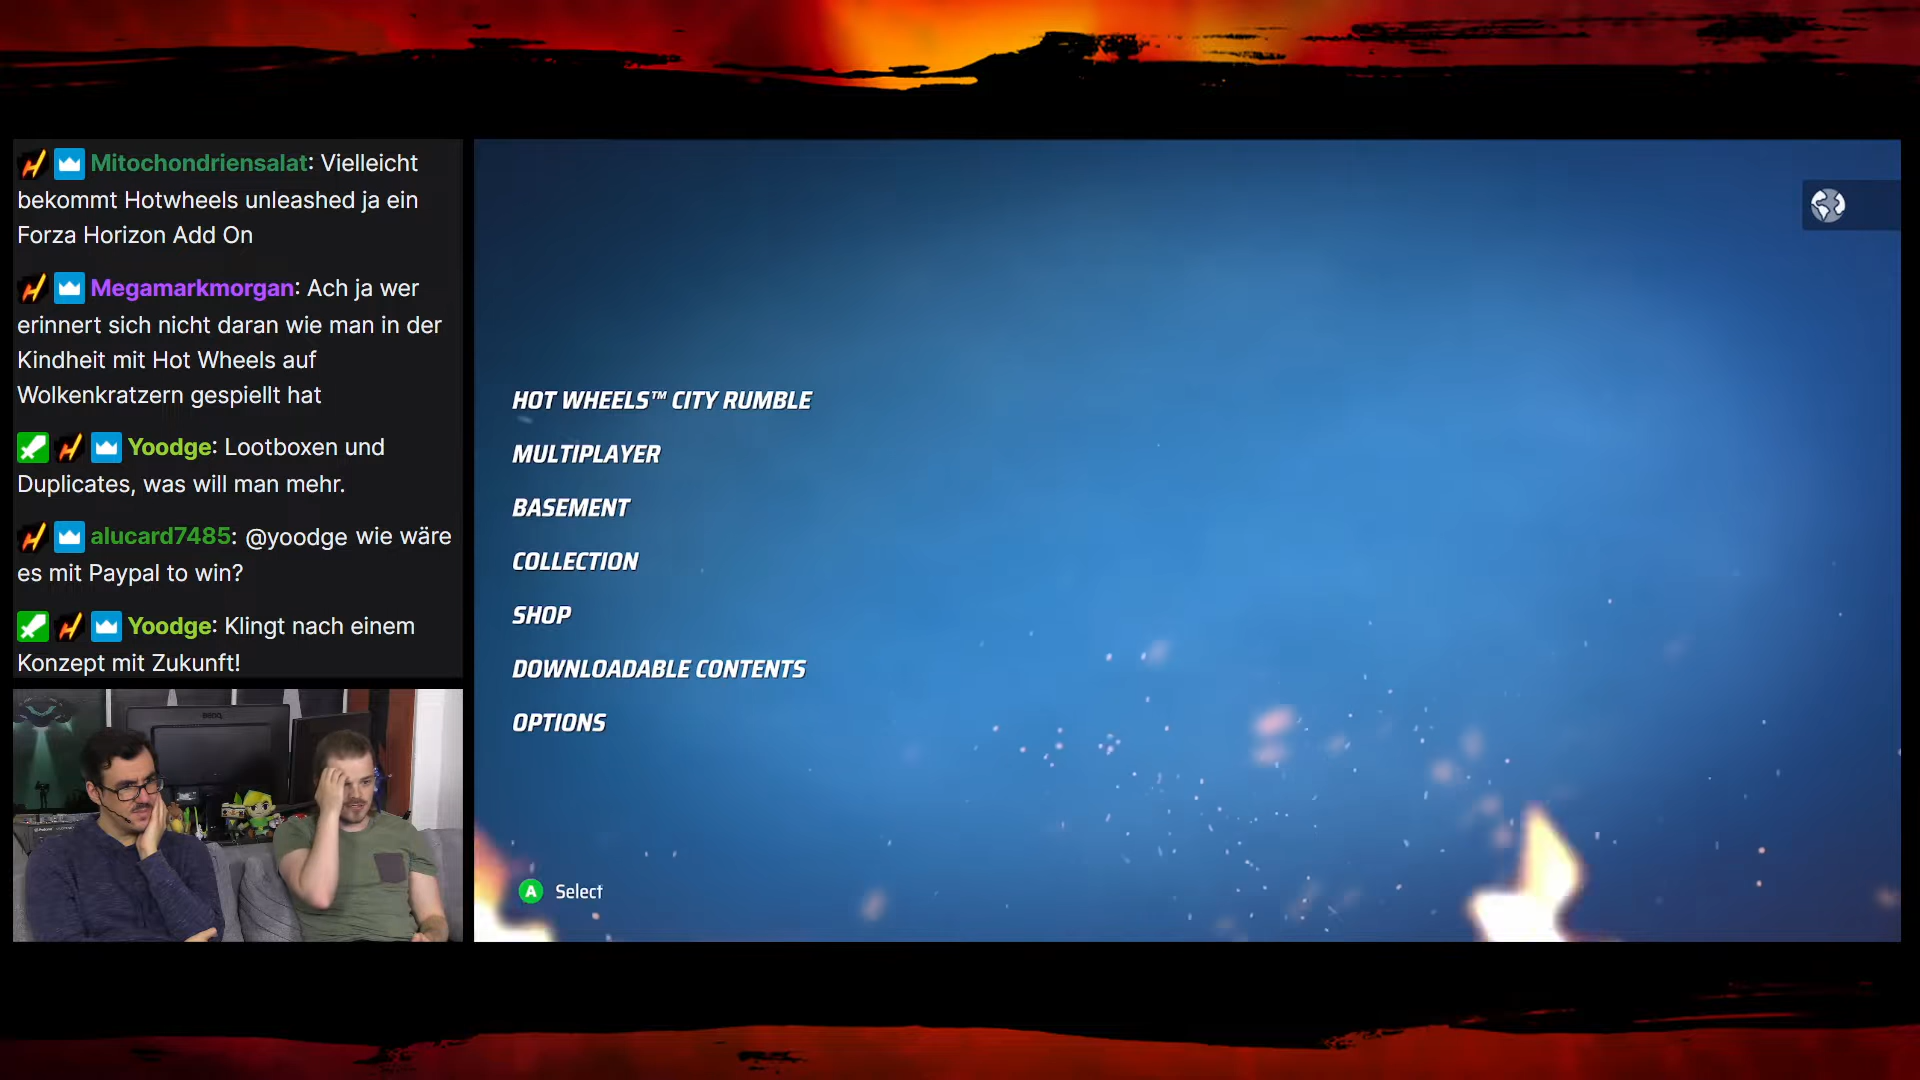 Mitochondriensalat: Vielleicht
bekommt Hotwheels unleashed ja ein
Forza Horizon Add On
Megamarkmorgan: Ach ja wer
erinnert sich nicht daran wie man in der
Kindheit mit Hot Wheels auf
Wolkenkratzern gespiellt hat
Yoodge: Lootboxen und
Duplicates, was will man mehr.
alucard7485: @yoodge wie wäre
es mit Paypal to win?
Yoodge: Klingt nach einem
Konzept mit Zukunft!
HOT WHEELS™ CITY RUMBLE
MULTIPLAYER
BASEMENT
COLLECTION
SHOP
DOWNLOADABLE CONTENTS
OPTIONS
A Select
BenQ